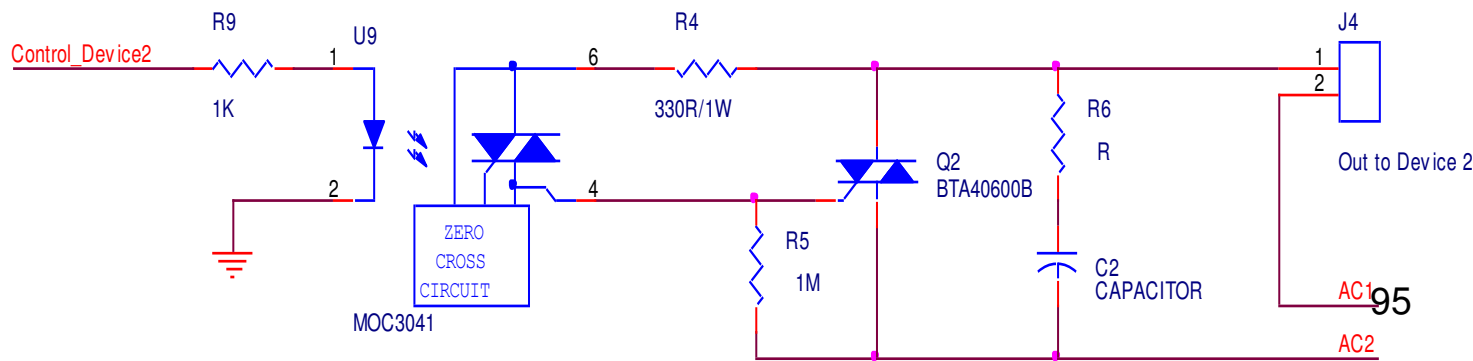 R9
R4
J4
Control_Device2
1
U9
6
1
2
1K
330R/1W
R6
R
Q2
BTA40600B
Out to Device 2
2
4
ZERO
CROSS
CIRCUIT
R5
1M
C2
CAPACITOR
MOC3041
AC1
95
AC2